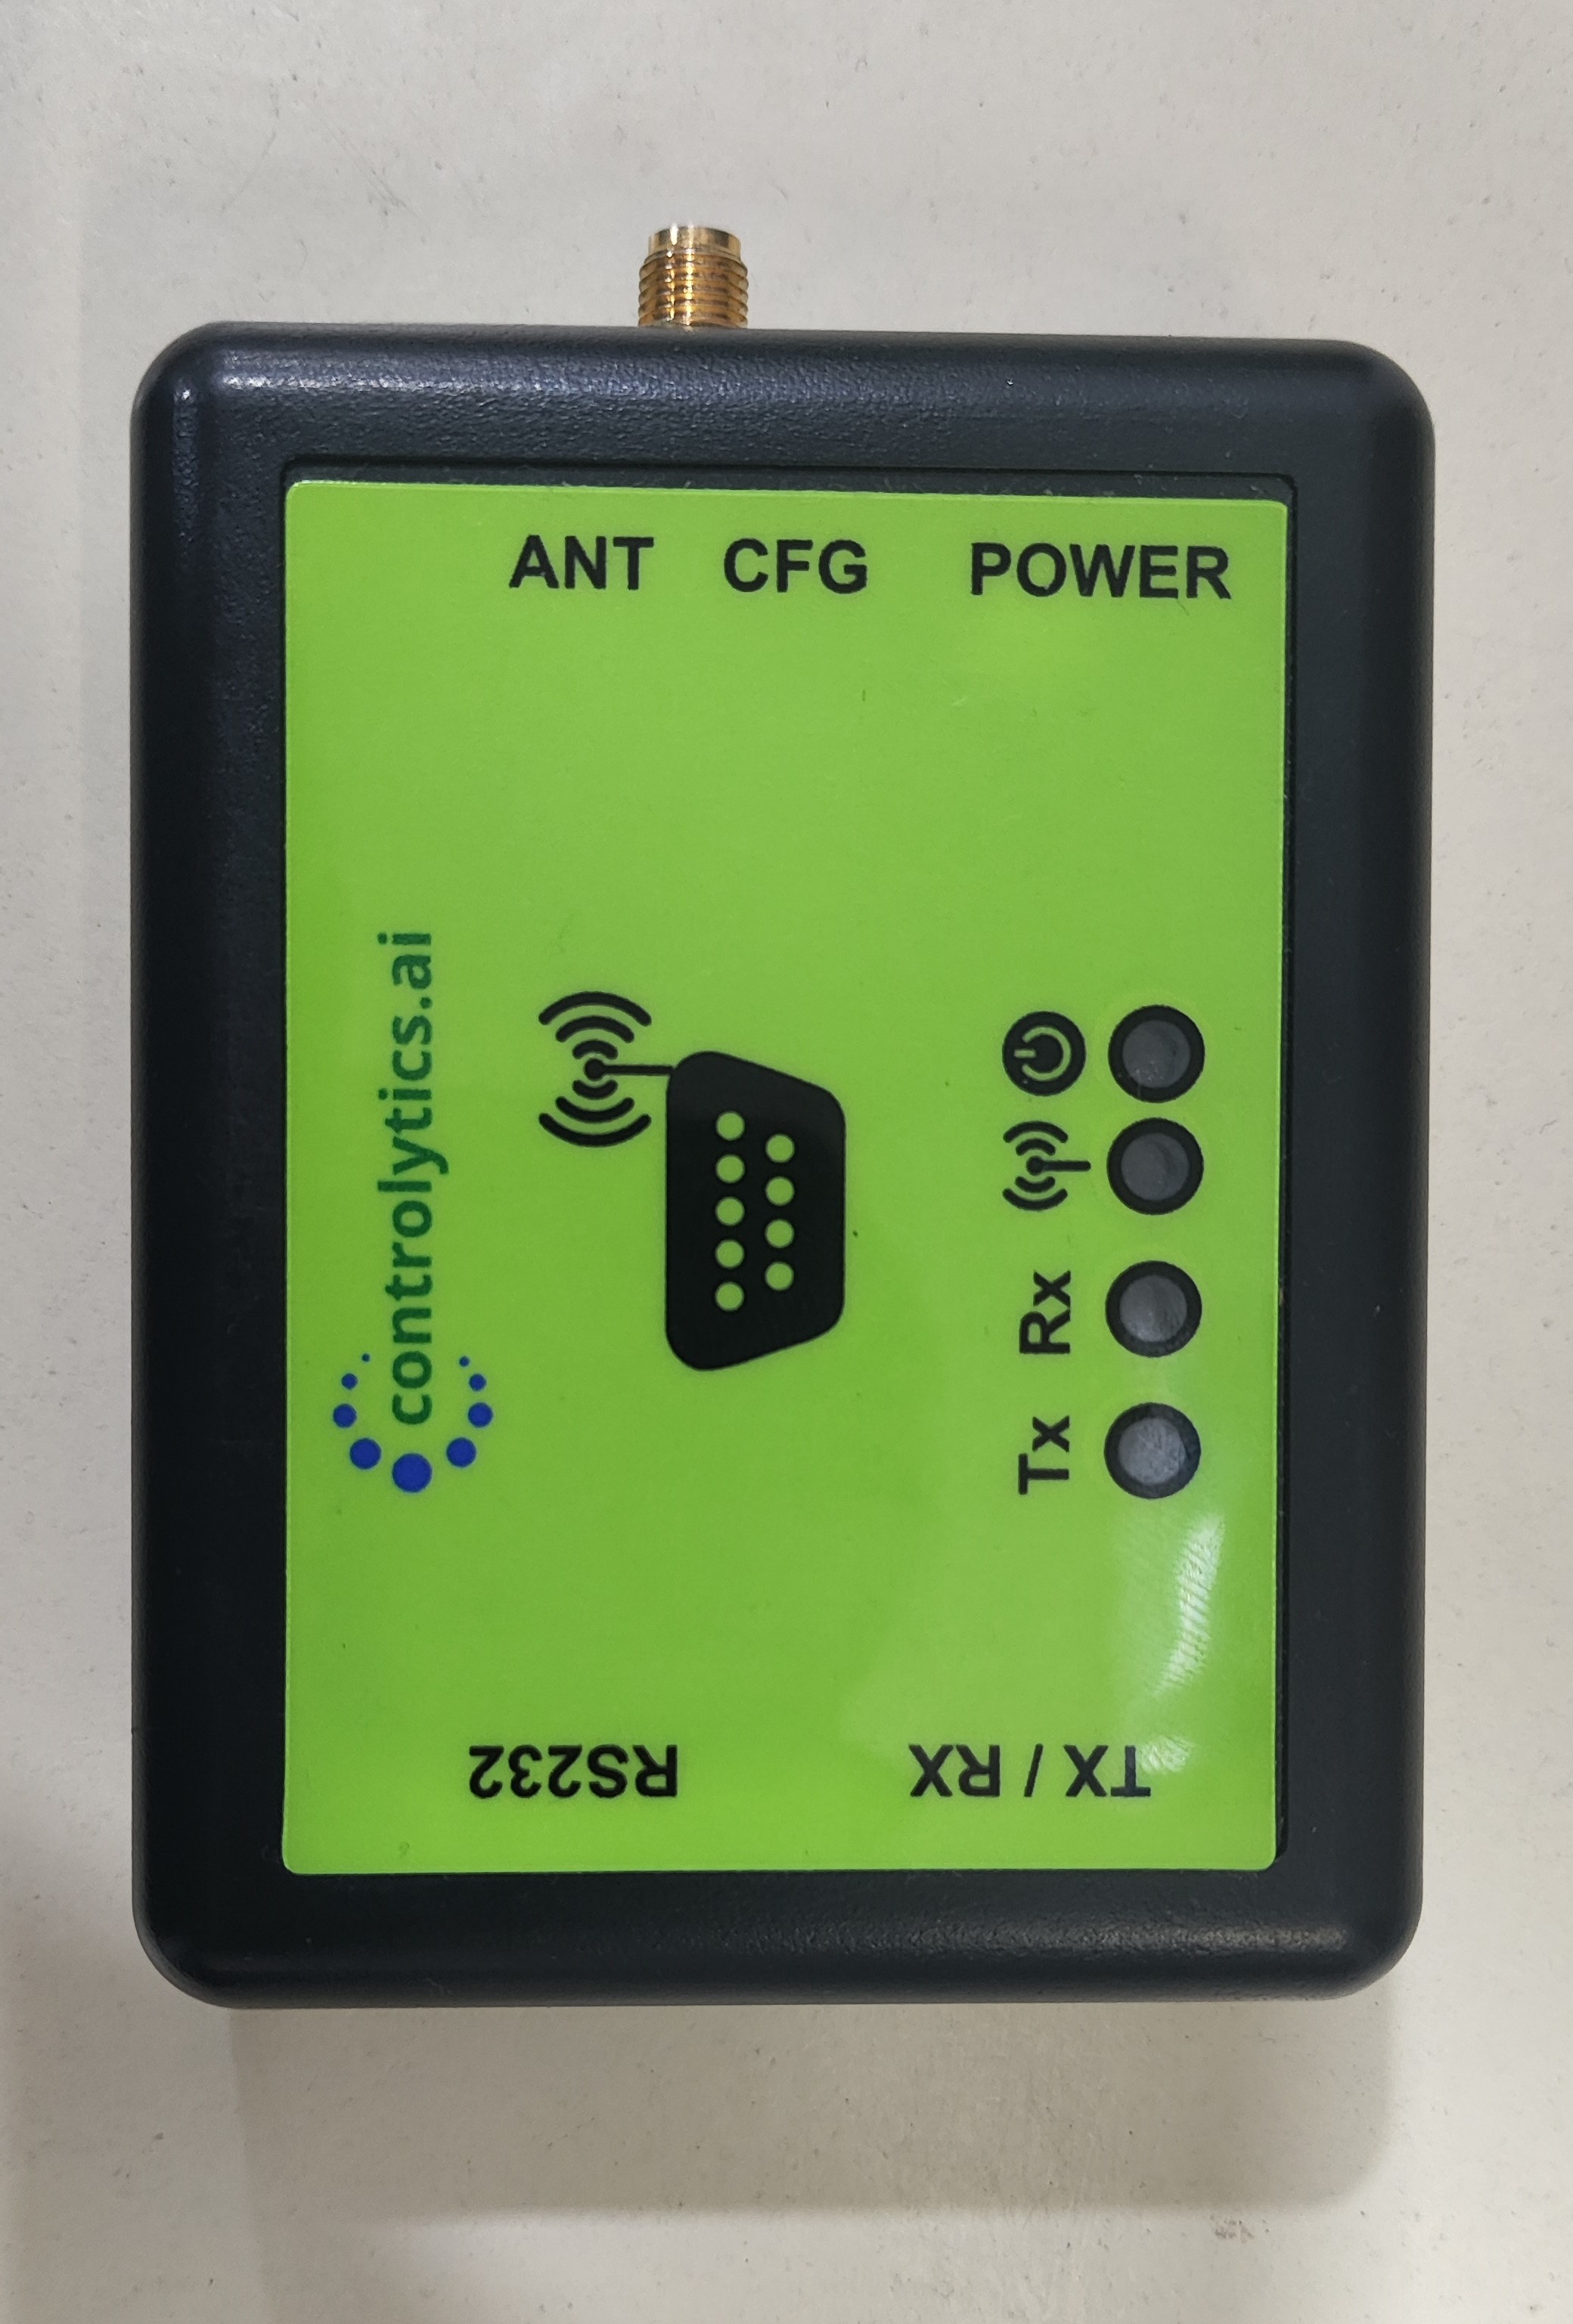 controlytics.ai
Tx
Rx
RS232
TX / RX
ANT
CFG
POWER